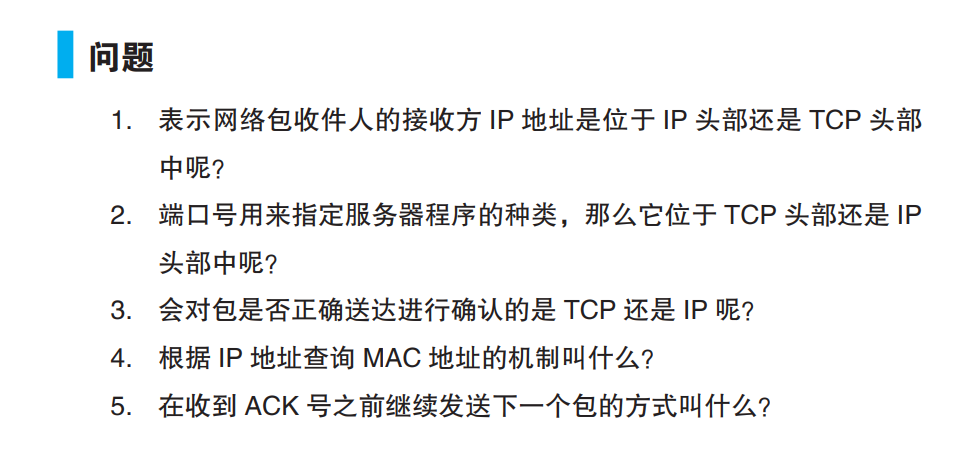 问题
1. 表示网络包收件人的接收方 IP 地址是位于 IP 头部还是 TCP 头部
中呢?
2. 端口号用来指定服务器程序的种类，那么它位于 TCP 头部还是 IP
头部中呢?
3. 会对包是否正确送达进行确认的是 TCP 还是 IP 呢?
4. 根据 IP 地址查询 MAC 地址的机制叫什么?
5. 在收到 ACK 号之前继续发送下一个包的方式叫什么?